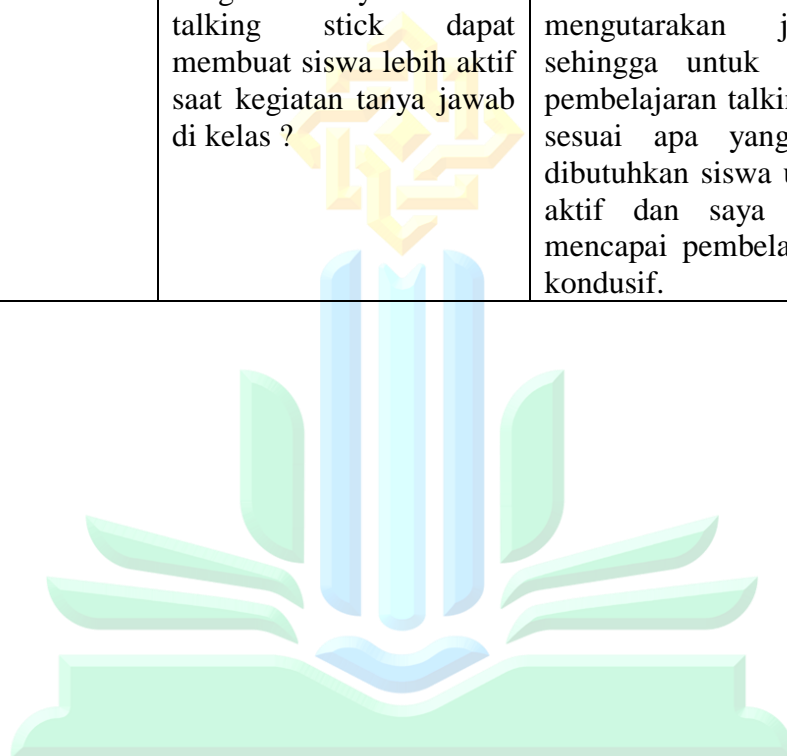 talking stick dapat
membuat siswa lebih aktif
saat kegiatan tanya jawab
di kelas ?
mengutarakan
sehingga untuk
pembelajaran
sesuai apa yang
dibutuhkan siswa
aktif dan saya
mencapai
kondusif.